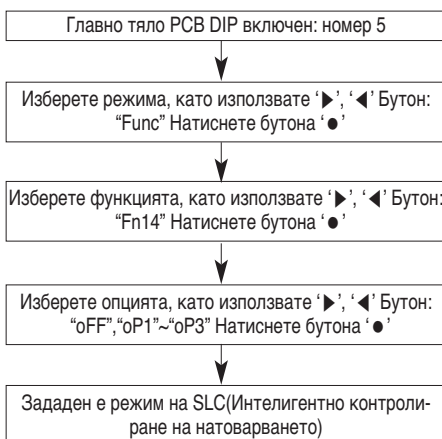 Главно тяло PCB DIP включен: номер 5
Изберете режима, като използвате ‘▶’, ‘◀’ Бутон:
“Func” Натиснете бутона ‘●’
Изберете функцията, като използвате ‘▶’, ‘◀’ Бутон:
“Fn14” Натиснете бутона ‘●’
Изберете опцията, като използвате ‘▶’, ‘◀’ Бутон:
“oFF”,“oP1”~“oP3” Натиснете бутона ‘●’
Зададен е режим на SLC(Интелигентно контроли-
ране на натоварването)